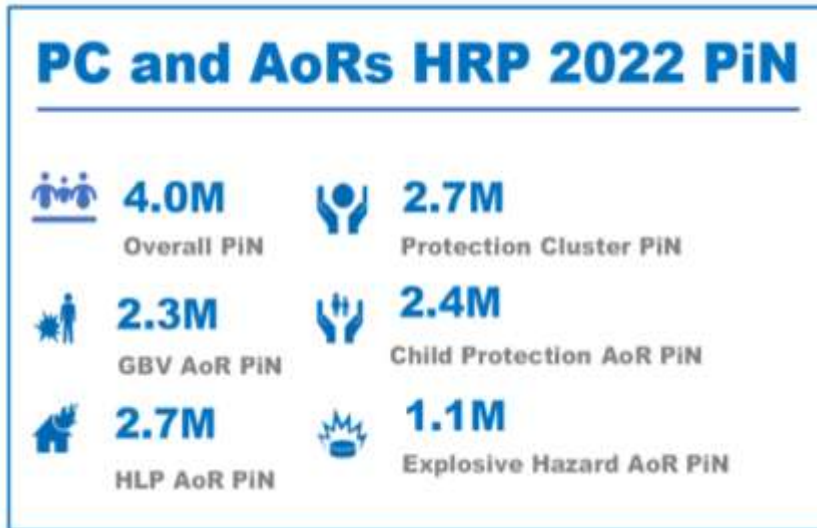 PC and AoRs HRP 2022 PiN
4.0M
Overall PiN
2.7M
Protection Cluster PiN
2.3M
GBV AoR PiN
2.4M
Child Protection AoR PiN
2.7M
HLP AoR PiN
1.1M
Explosive Hazard AoR PiN